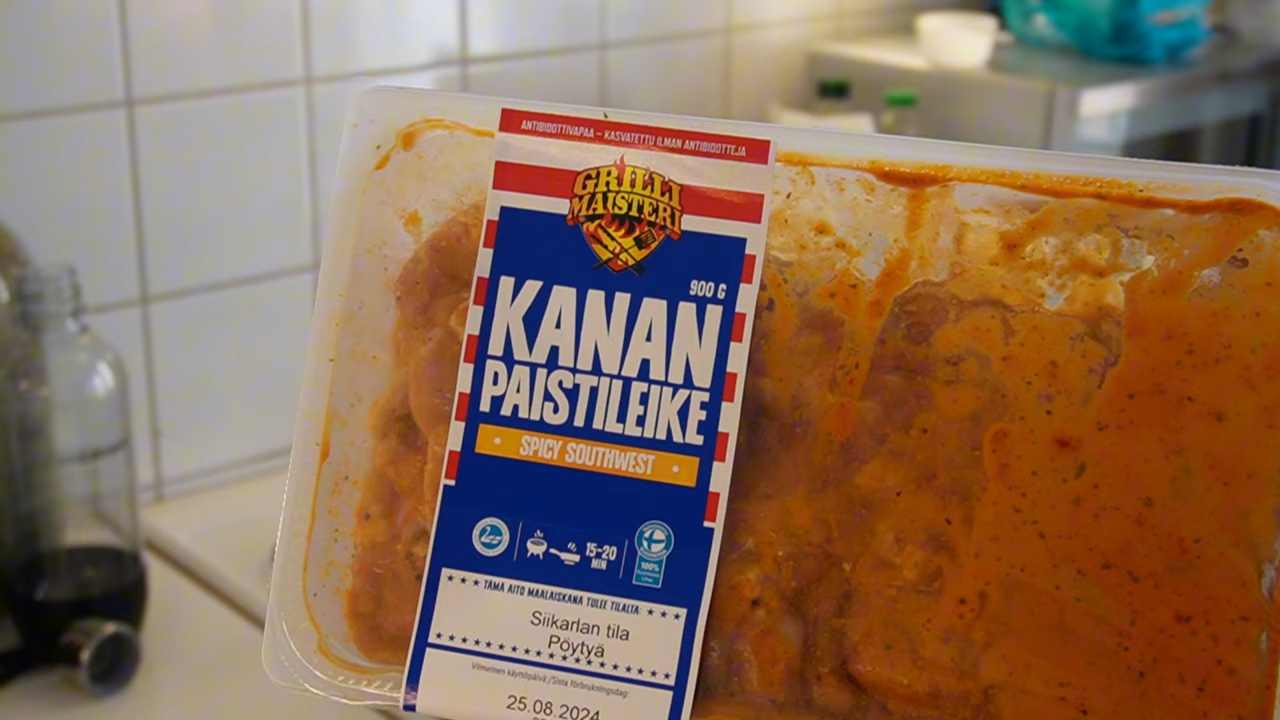 ANTIBIOOTTIVAPAA – KASVATETTU ILMAN ANTIBIOOTTEJA
GRILLI
MAISTERI
900 G
KANAN
PAISTILEIKE
SPICY SOUTHWEST
15-20
MIN
100%
TÄMÄ AITO MAALAISKANA TULEE TILALTA:
Siikarlan tila
Pöytyä
Viimeinen käyttöpäivä:/Sista förbrukningsdag:
25.08.2024